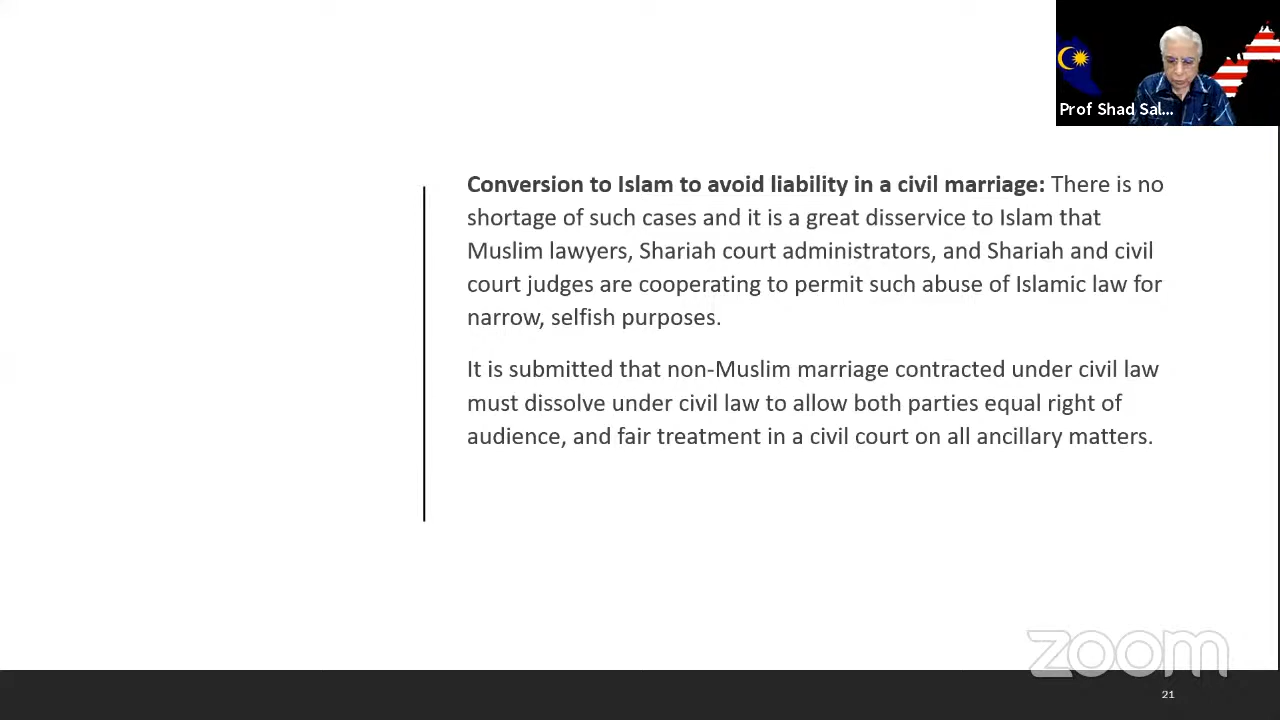 Prof Shad Sal...
Conversion to Islam to avoid liability in a civil marriage: There is no
shortage of such cases and it is a great disservice to Islam that
Muslim lawyers, Shariah court administrators, and Shariah and civil
court judges are cooperating to permit such abuse of Islamic law for
narrow, selfish purposes.
It is submitted that non-Muslim marriage contracted under civil law
must dissolve under civil law to allow both parties equal right of
audience, and fair treatment in a civil court on all ancillary matters.
zoom
21